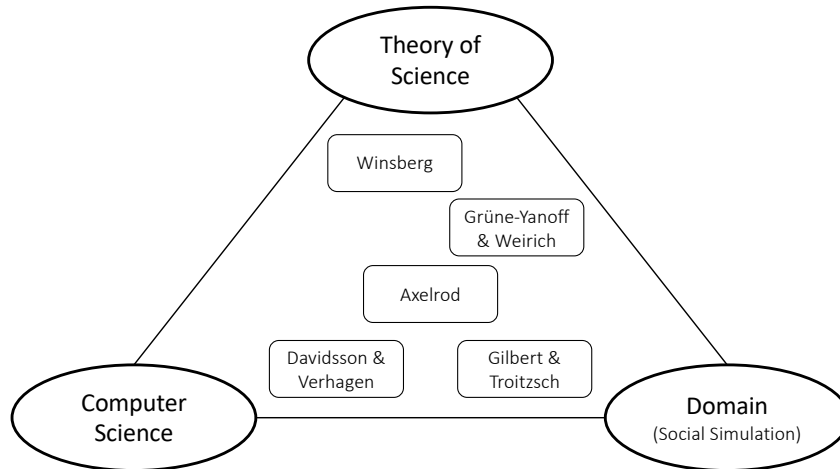 Theory of
Science
Winsberg
Grüne-Yanoff
& Weirich
Axelrod
Davidsson &
Verhagen
Gilbert &
Troitzsch
Computer
Science
Domain
(Social Simulation)